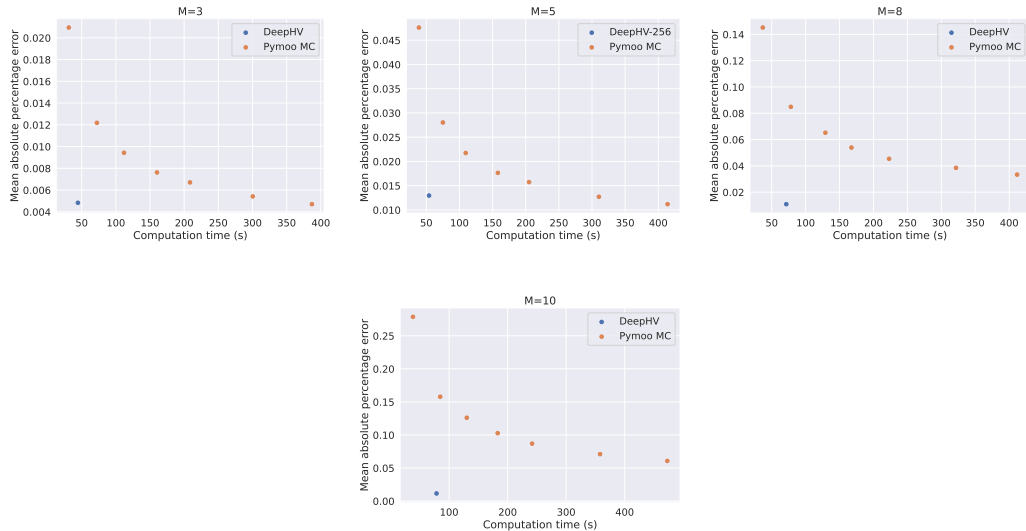 M=3
Mean absolute percentage error
0.020
0.018
0.016
0.014
0.012
0.010
0.008
0.006
0.004
50 100 150 200 250 300 350 400
Computation time (s)
DeepHV
Pymoo MC
M=5
Mean absolute percentage error
0.045
0.040
0.035
0.030
0.025
0.020
0.015
0.010
50 100 150 200 250 300 350 400
Computation time (s)
DeepHV-256
Pymoo MC
M=8
Mean absolute percentage error
0.14
0.12
0.10
0.08
0.06
0.04
0.02
50 100 150 200 250 300 350 400
Computation time (s)
DeepHV
Pymoo MC
M=10
Mean absolute percentage error
0.25
0.20
0.15
0.10
0.05
0.00
100 200 300 400
Computation time (s)
DeepHV
Pymoo MC